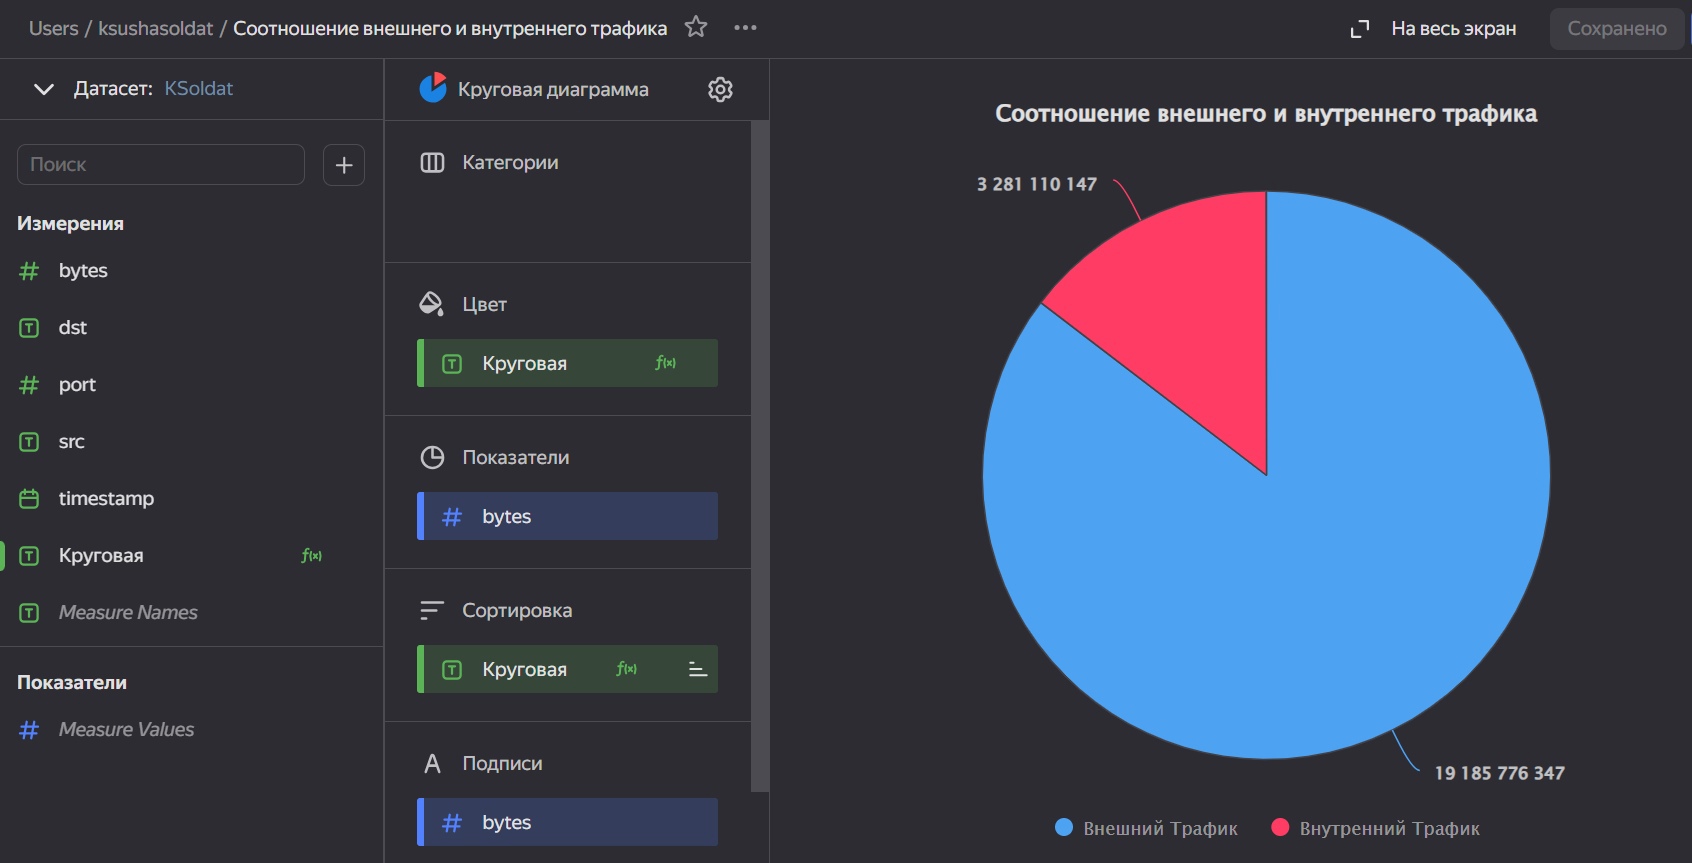 Users / ksushasoldat / Соотношение внешнего и внутреннего трафика
На весь экран
Сохранено
Датасет: KSoldat
Поиск
Измерения
bytes
dst
port
src
timestamp
Круговая
Measure Names
Показатели
Measure Values
Круговая диаграмма
Категории
Цвет
Круговая
Показатели
bytes
Сортировка
Круговая
Подписи
bytes
Соотношение внешнего и внутреннего трафика
3 281 110 147
19 185 776 347
Внешний Трафик
Внутренний Трафик